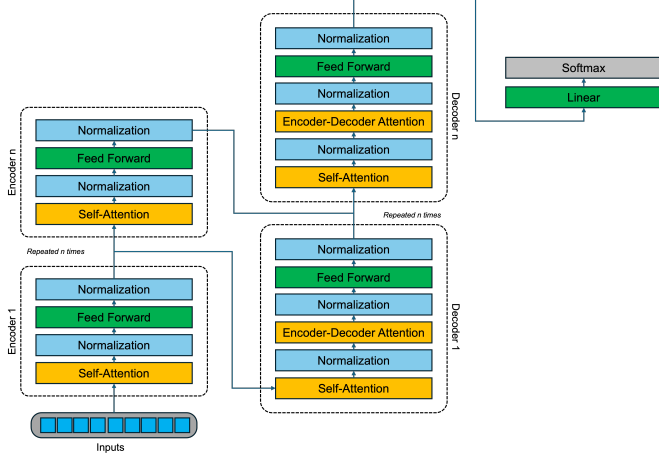 Normalization
Feed Forward
Normalization
Encoder-Decoder Attention
Normalization
Self-Attention
Decoder n
Softmax
Linear
Encoder n
Normalization
Feed Forward
Normalization
Self-Attention
Repeated n times
Repeated n times
Encoder 1
Normalization
Feed Forward
Normalization
Self-Attention
Normalization
Feed Forward
Normalization
Encoder-Decoder Attention
Normalization
Self-Attention
Decoder 1
Inputs